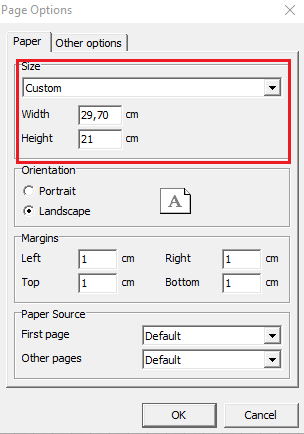 Page Options
Paper Other options
Size
Custom
Width 29,70 cm
Height 21 cm
Orientation
Portrait
Landscape
A
Margins
Left 1 cm Right 1 cm
Top 1 cm Bottom 1 cm
Paper Source
First page Default
Other pages Default
OK Cancel